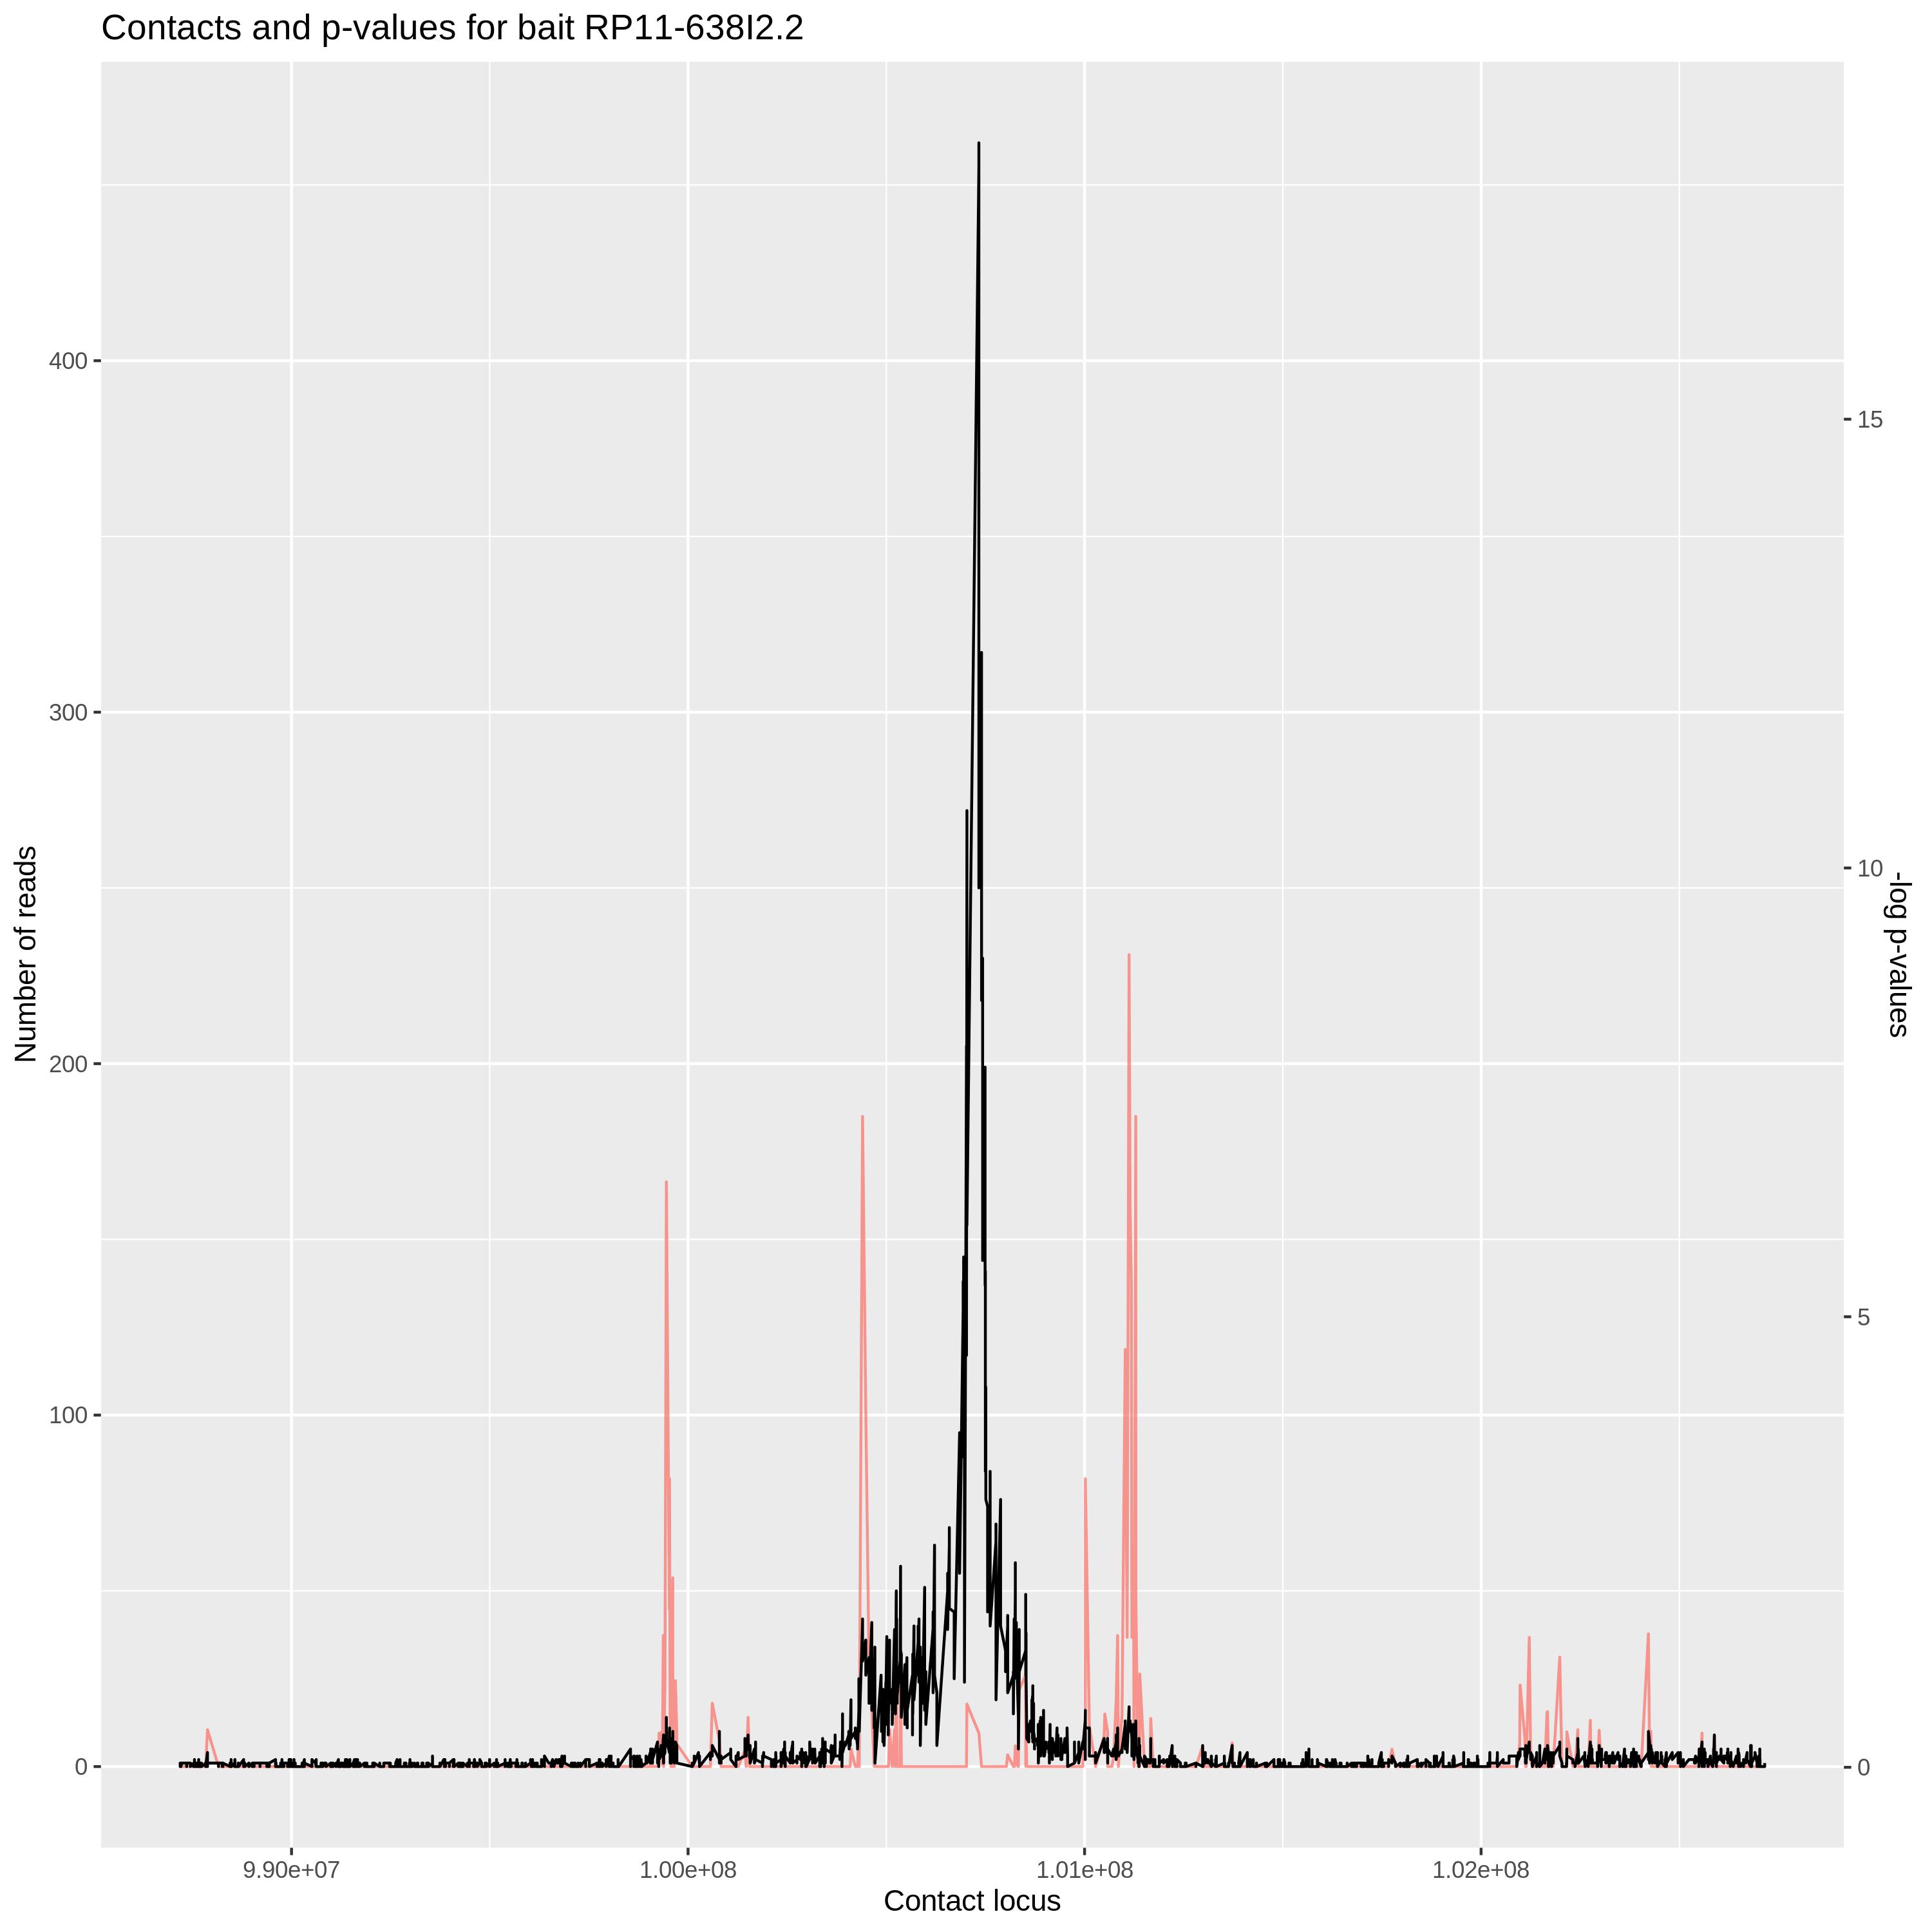 Contacts and p-values for bait RP11-638I2.2
Number of reads
400
300
200
100
0
15
10
5
0
-log p-values
9.90e+07
1.00e+08
1.01e+08
1.02e+08
Contact locus